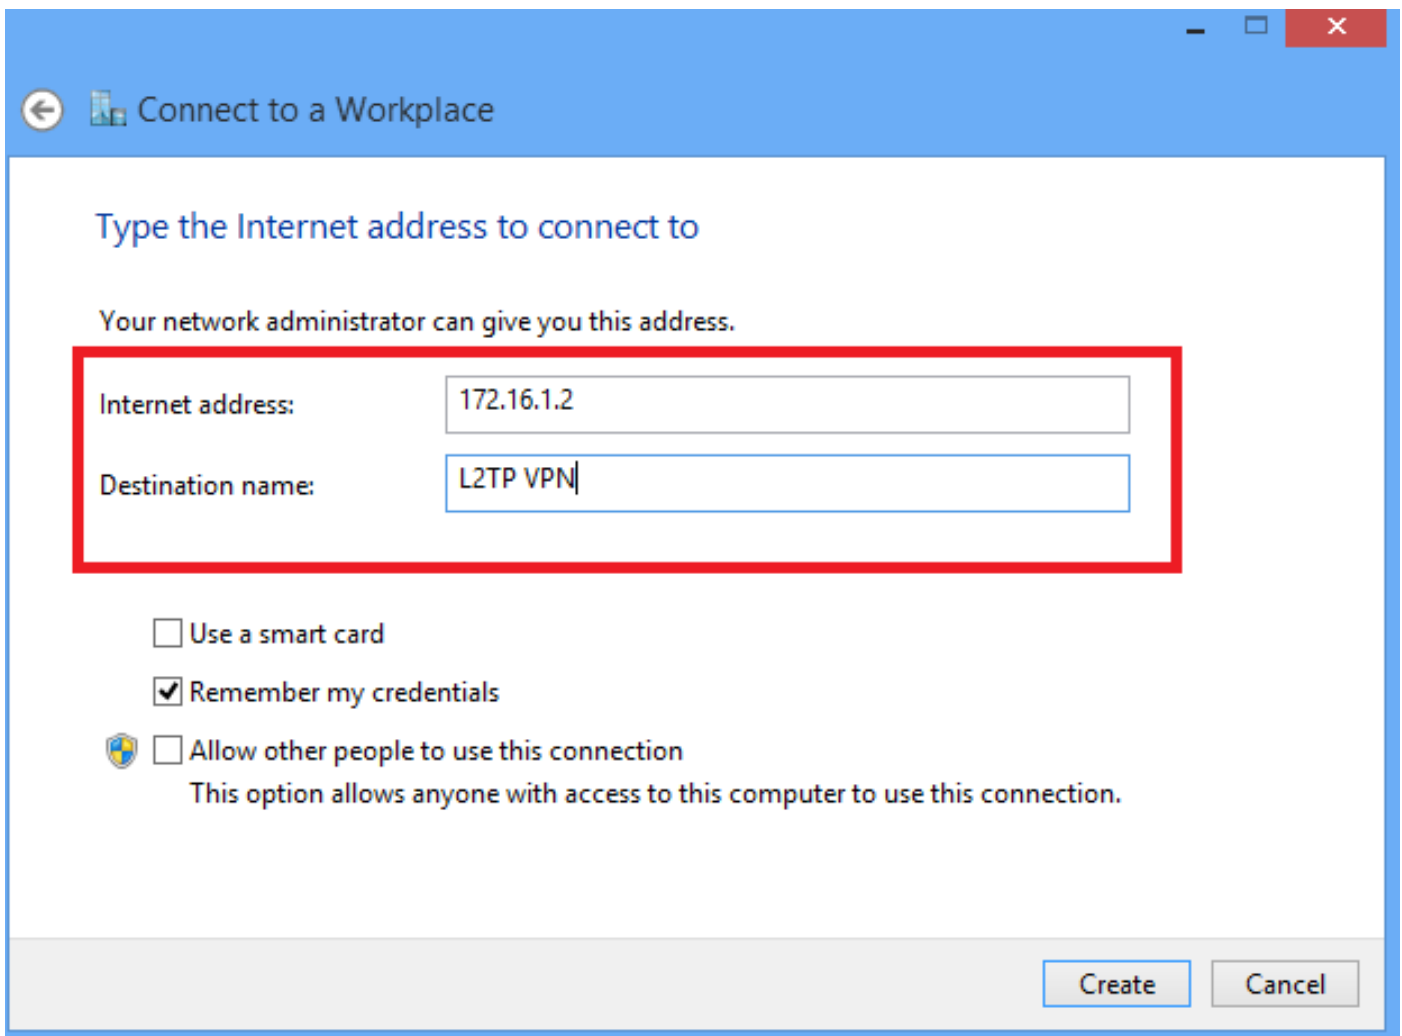 Connect to a Workplace
Type the Internet address to connect to
Your network administrator can give you this address.
Internet address: 172.16.1.2
Destination name: L2TP VPN
Use a smart card
Remember my credentials
Allow other people to use this connection
This option allows anyone with access to this computer to use this connection.
Create Cancel